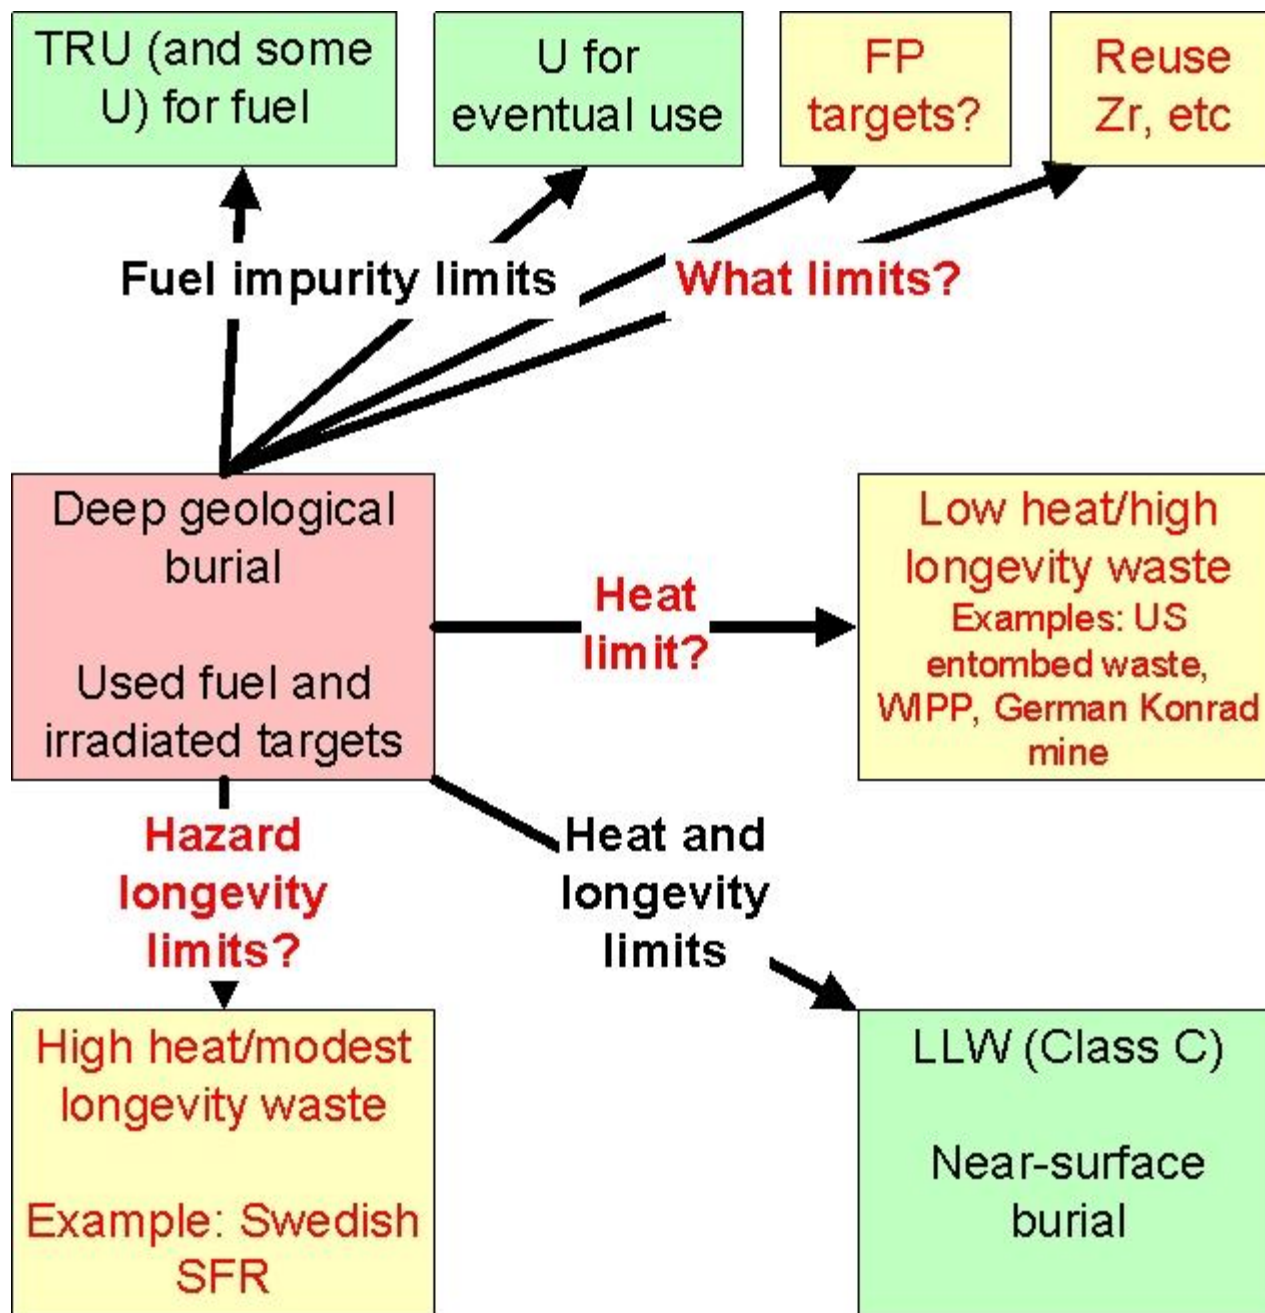 TRU (and some
U) for fuel
U for
eventual use
FP
targets?
Reuse
Zr, etc
Fuel impurity limits
What limits?
Deep geological
burial
Used fuel and
irradiated targets
Heat
limit?
Low heat/high
longevity waste
Examples: US
entombed waste,
WIPP, German Konrad
mine
Hazard
longevity
limits?
Heat and
longevity
limits
High heat/modest
longevity waste
Example: Swedish
SFR
LLW (Class C)
Near-surface
burial